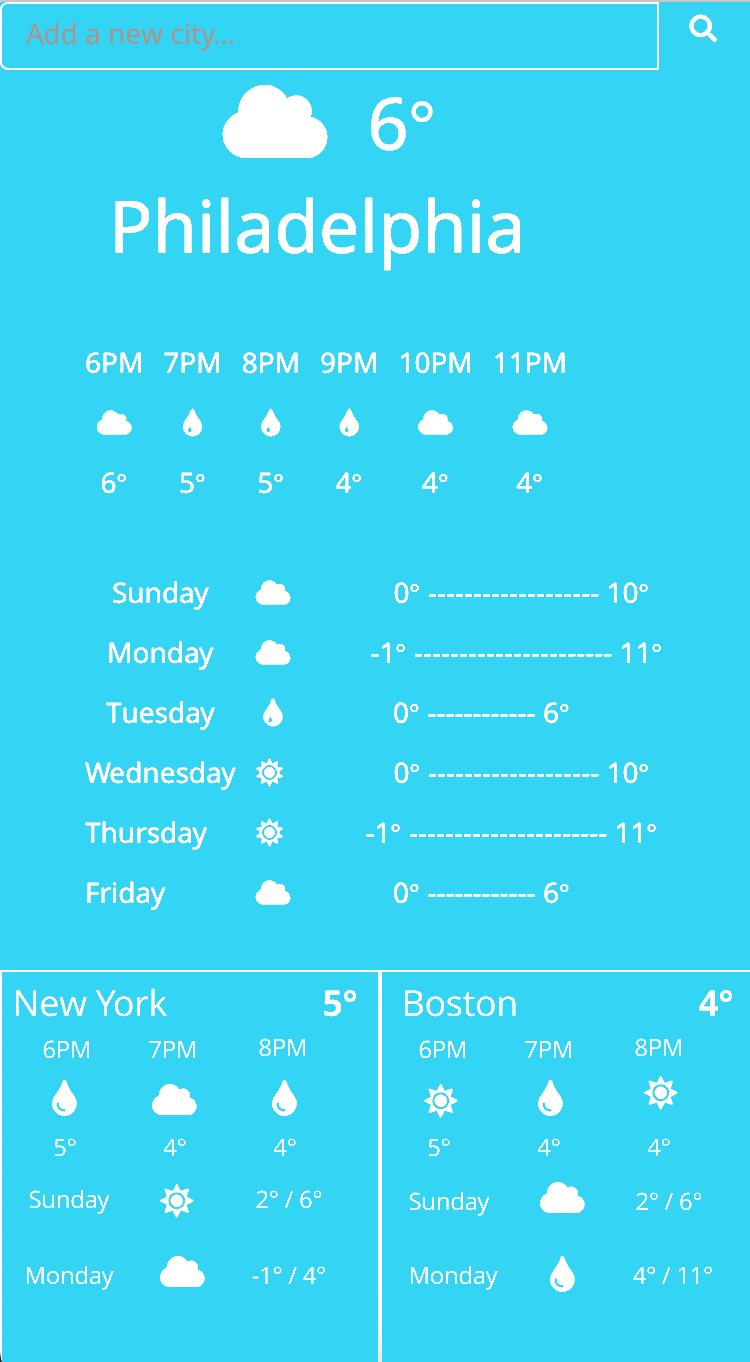 Add a new city...
6°
Philadelphia
6PM 7PM 8PM 9PM 10PM 11PM
6° 5° 5° 4° 4° 4°
Sunday 0° ------------------- 10°
Monday -1° ---------------------- 11°
Tuesday 0° ------------ 6°
Wednesday 0° ------------------- 10°
Thursday -1° ---------------------- 11°
Friday 0° ------------ 6°
New York 5°
6PM 7PM 8PM
5° 4° 4°
Sunday 2° / 6°
Monday -1° / 4°
Boston 4°
6PM 7PM 8PM
5° 4° 4°
Sunday 2° / 6°
Monday 4° / 11°